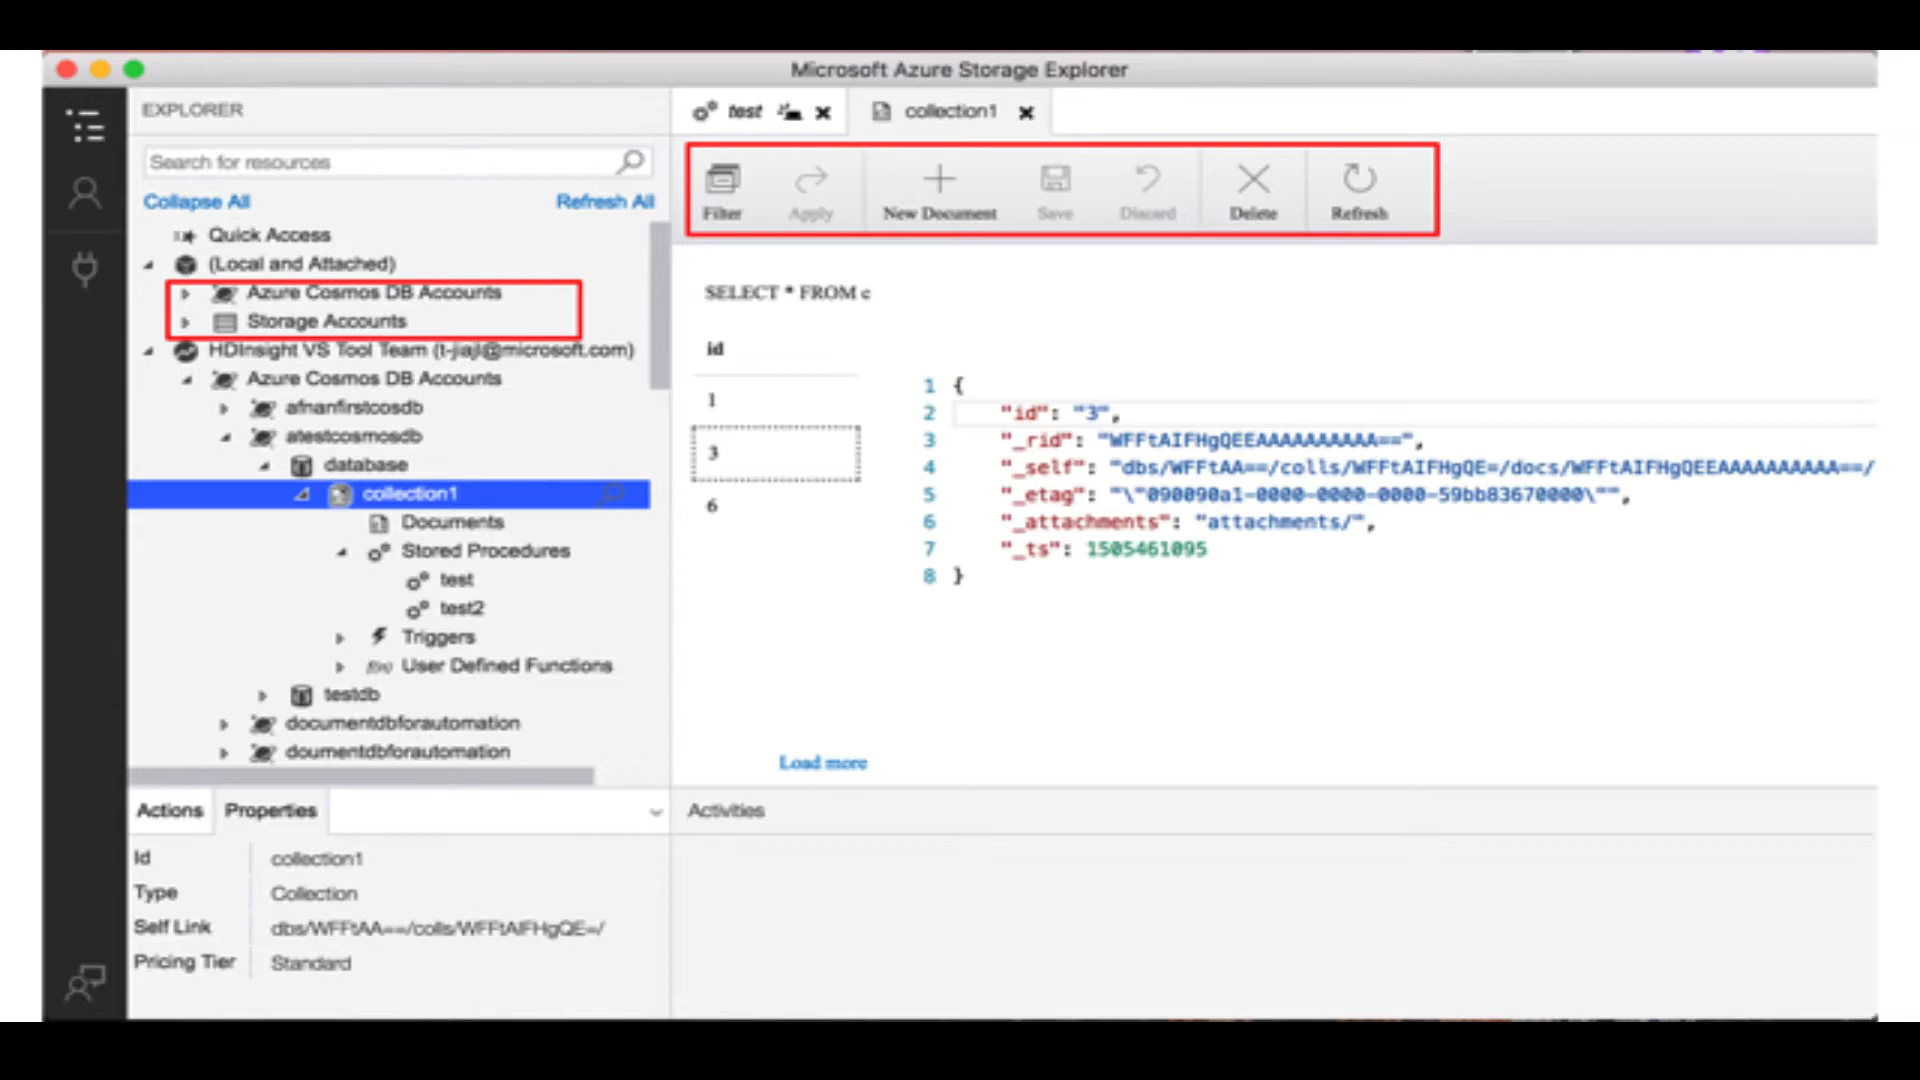 Microsoft Azure Storage Explorer
EXPLORER
test
collection1
Search for resources
Collapse All
Refresh All
Filter
Apply
New Document
Save
Discard
Delete
Refresh
Quick Access
(Local and Attached)
Azure Cosmos DB Accounts
Storage Accounts
HDInsight VS Tool Team (t-jiajl@microsoft.com)
Azure Cosmos DB Accounts
afnanfirstcosdb
atestcosmosdb
database
collection1
Documents
Stored Procedures
test
test2
Triggers
f(x) User Defined Functions
testdb
documentdbforautomation
doumentdbforautomation
SELECT * FROM c
id
1
3
6
1 {
2 "id": "3",
3 "_rid": "WFFtAIFHgQEEAAAAAAAAAA==",
4 "_self": "dbs/WFFtAA==/colls/WFFtAIFHgQE=/docs/WFFtAIFHgQEEAAAAAAAAAA==/
5 "_etag": "\"090090a1-0000-0000-0000-59bb83670000\"",
6 "_attachments": "attachments/",
7 "_ts": 1505461095
8 }
Load more
Actions
Properties
Activities
Id collection1
Type Collection
Self Link dbs/WFFtAA==/colls/WFFtAIFHgQE=/
Pricing Tier Standard